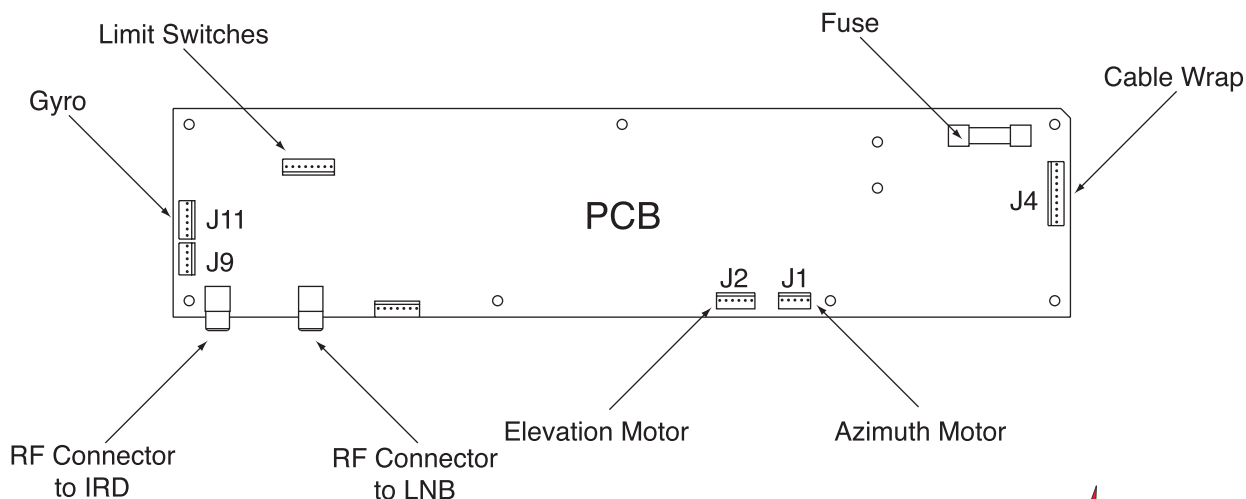 Fuse
Limit Switches
Cable Wrap
Gyro
J4
J11
PCB
J9
J2
J1
Elevation Motor
Azimuth Motor
RF Connector
to IRD
RF Connector
to LNB